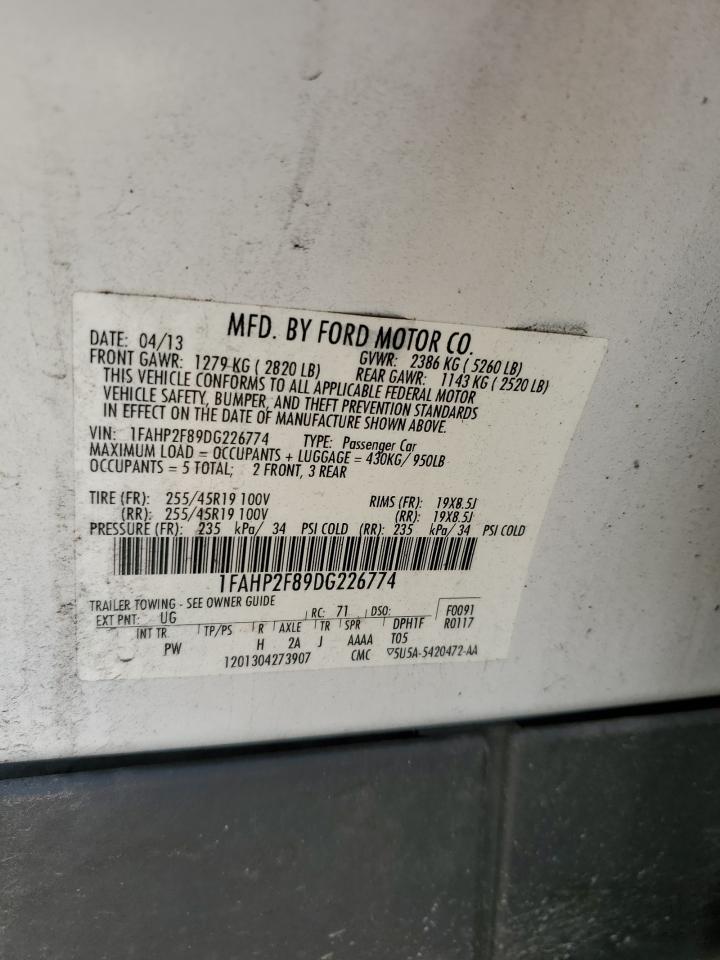 MFD. BY FORD MOTOR CO.
DATE: 04/13 GVWR: 2386 KG ( 5260 LB)
FRONT GAWR: 1279 KG ( 2820 LB) REAR GAWR: 1143 KG ( 2520 LB)
THIS VEHICLE CONFORMS TO ALL APPLICABLE FEDERAL MOTOR
VEHICLE SAFETY, BUMPER, AND THEFT PREVENTION STANDARDS
IN EFFECT ON THE DATE OF MANUFACTURE SHOWN ABOVE.
VIN: 1FAHP2F89DG226774 TYPE: Passenger Car
MAXIMUM LOAD = OCCUPANTS + LUGGAGE = 430KG/ 950LB
OCCUPANTS = 5 TOTAL; 2 FRONT, 3 REAR
TIRE (FR): 255/45R19 100V RIMS (FR): 19X8.5J
(RR): 255/45R19 100V (RR): 19X8.5J
PRESSURE (FR): 235 kPa/ 34 PSI COLD (RR): 235 kPa/ 34 PSI COLD
1FAHP2F89DG226774
TRAILER TOWING - SEE OWNER GUIDE
EXT PNT: UG RC: 71 DSO: F0091
INT TR TP/PS R AXLE TR SPR DPH1F R0117
PW H 2A J AAAA T05
1201304273907 CMC ▽5U5A-5420472-AA